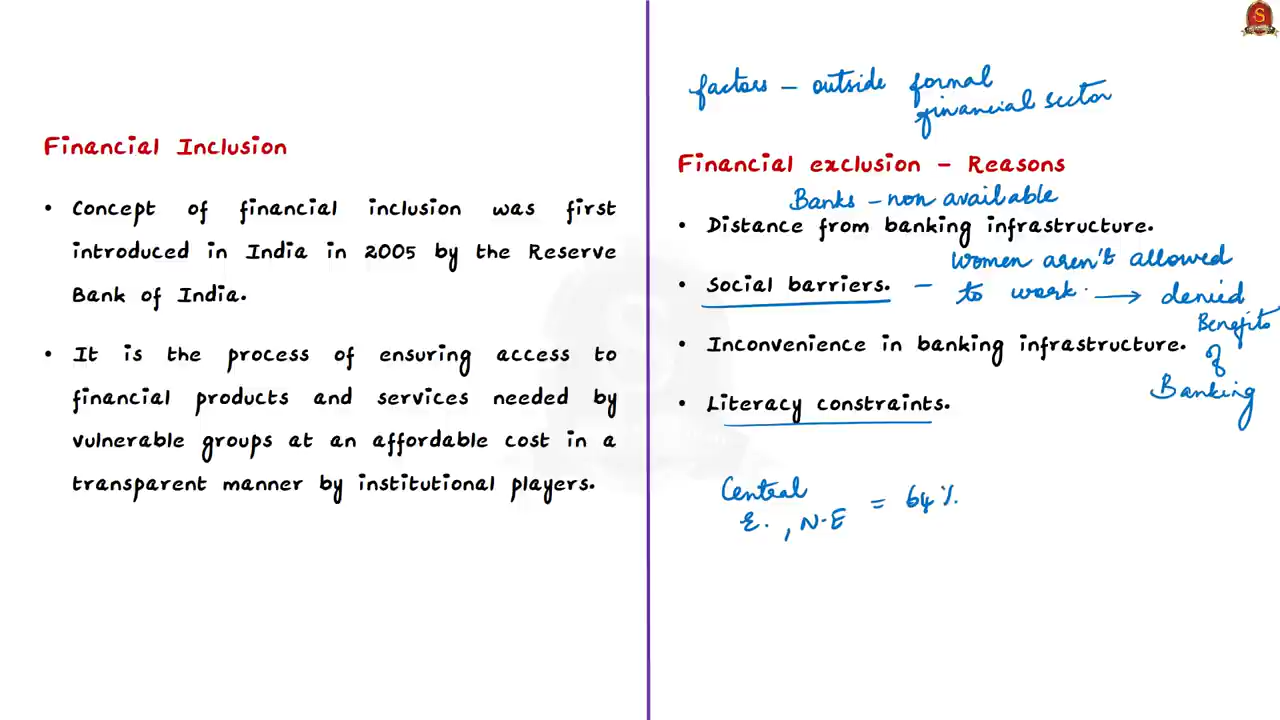 Financial Inclusion
• Concept of financial inclusion was first
introduced in India in 2005 by the Reserve
Bank of India.
• It is the process of ensuring access to
financial products and services needed by
vulnerable groups at an affordable cost in a
transparent manner by institutional players.
factors - outside formal
financial sector
Financial exclusion - Reasons
Banks - non available
• Distance from banking infrastructure.
• Social barriers. - Women aren't allowed
to work. → denied
Benefits
of
Banking
• Inconvenience in banking infrastructure.
• Literacy constraints.
Central
E., N.E = 64%
S